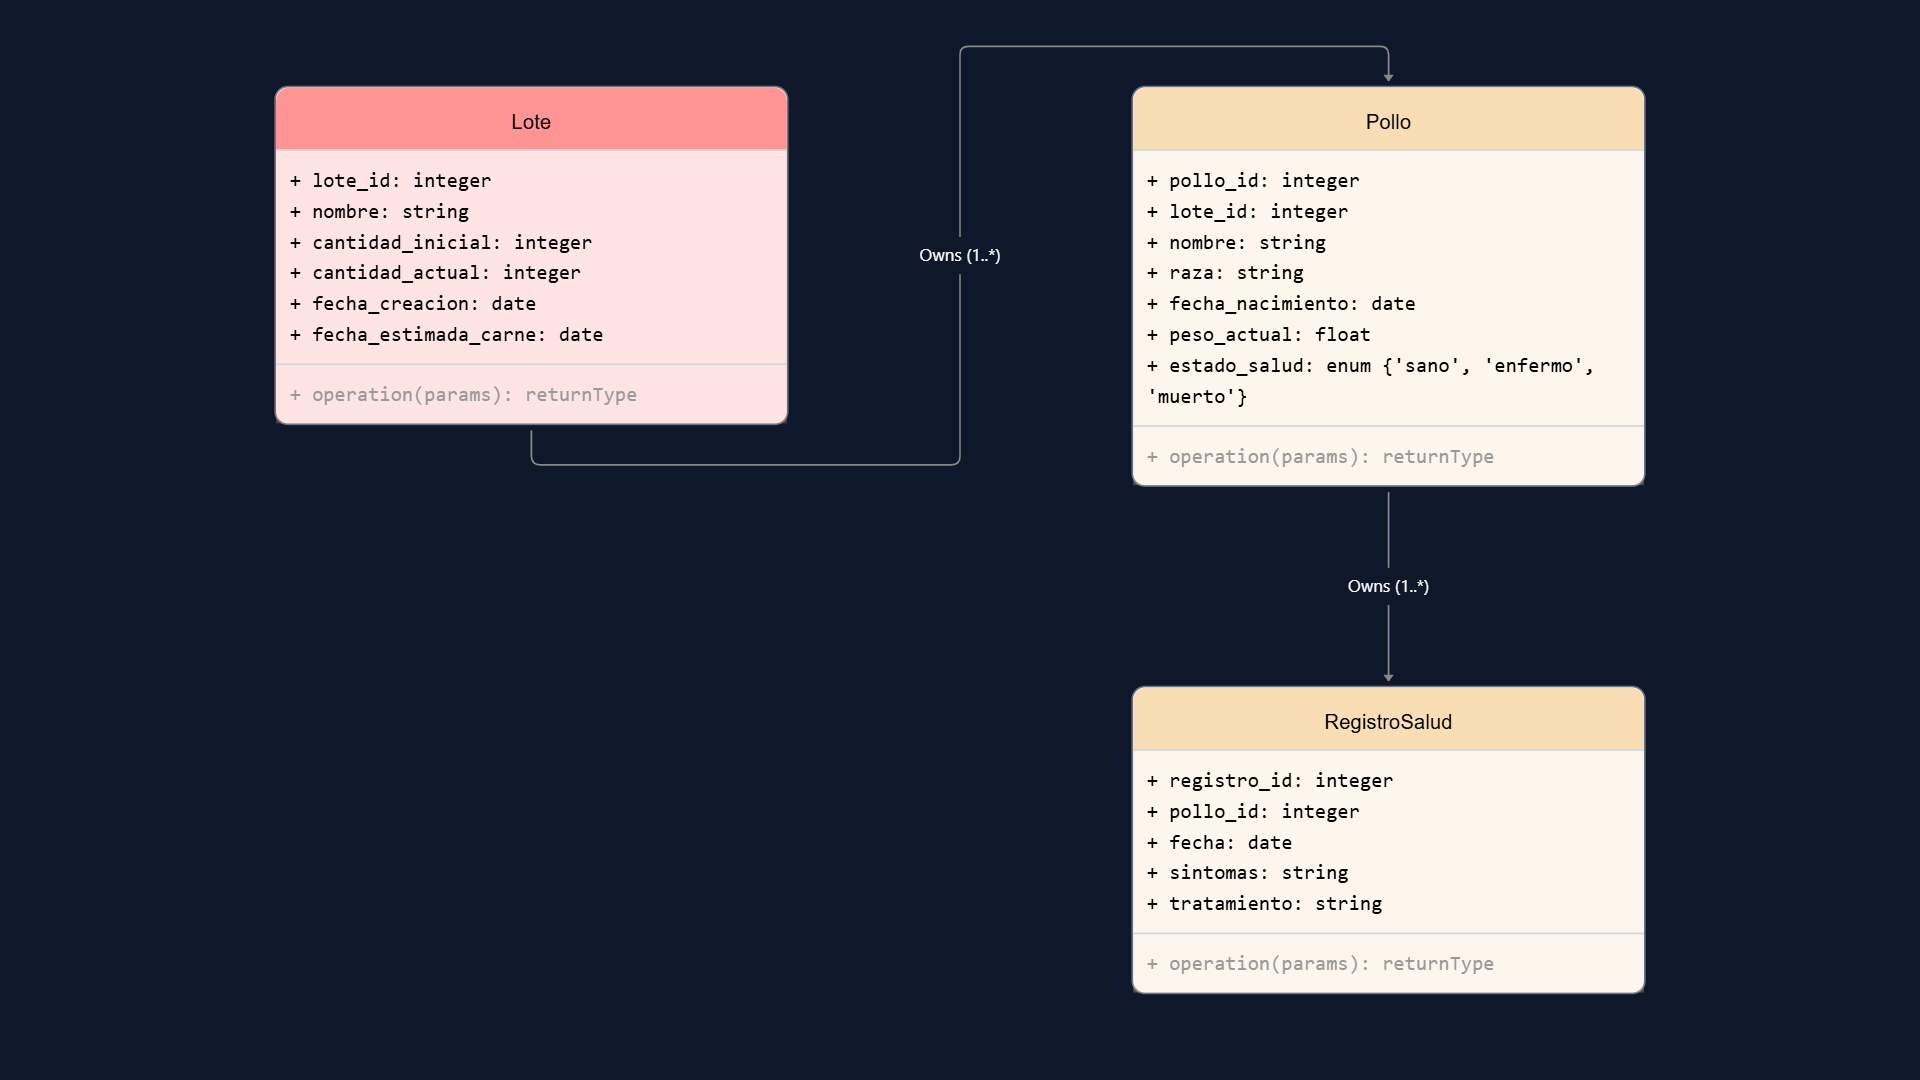 Lote
+ lote_id: integer
+ nombre: string
+ cantidad_inicial: integer
+ cantidad_actual: integer
+ fecha_creacion: date
+ fecha_estimada_carne: date
+ operation(params): returnType
Owns (1..*)
Pollo
+ pollo_id: integer
+ lote_id: integer
+ nombre: string
+ raza: string
+ fecha_nacimiento: date
+ peso_actual: float
+ estado_salud: enum {'sano', 'enfermo',
'muerto'}
+ operation(params): returnType
Owns (1..*)
RegistroSalud
+ registro_id: integer
+ pollo_id: integer
+ fecha: date
+ sintomas: string
+ tratamiento: string
+ operation(params): returnType